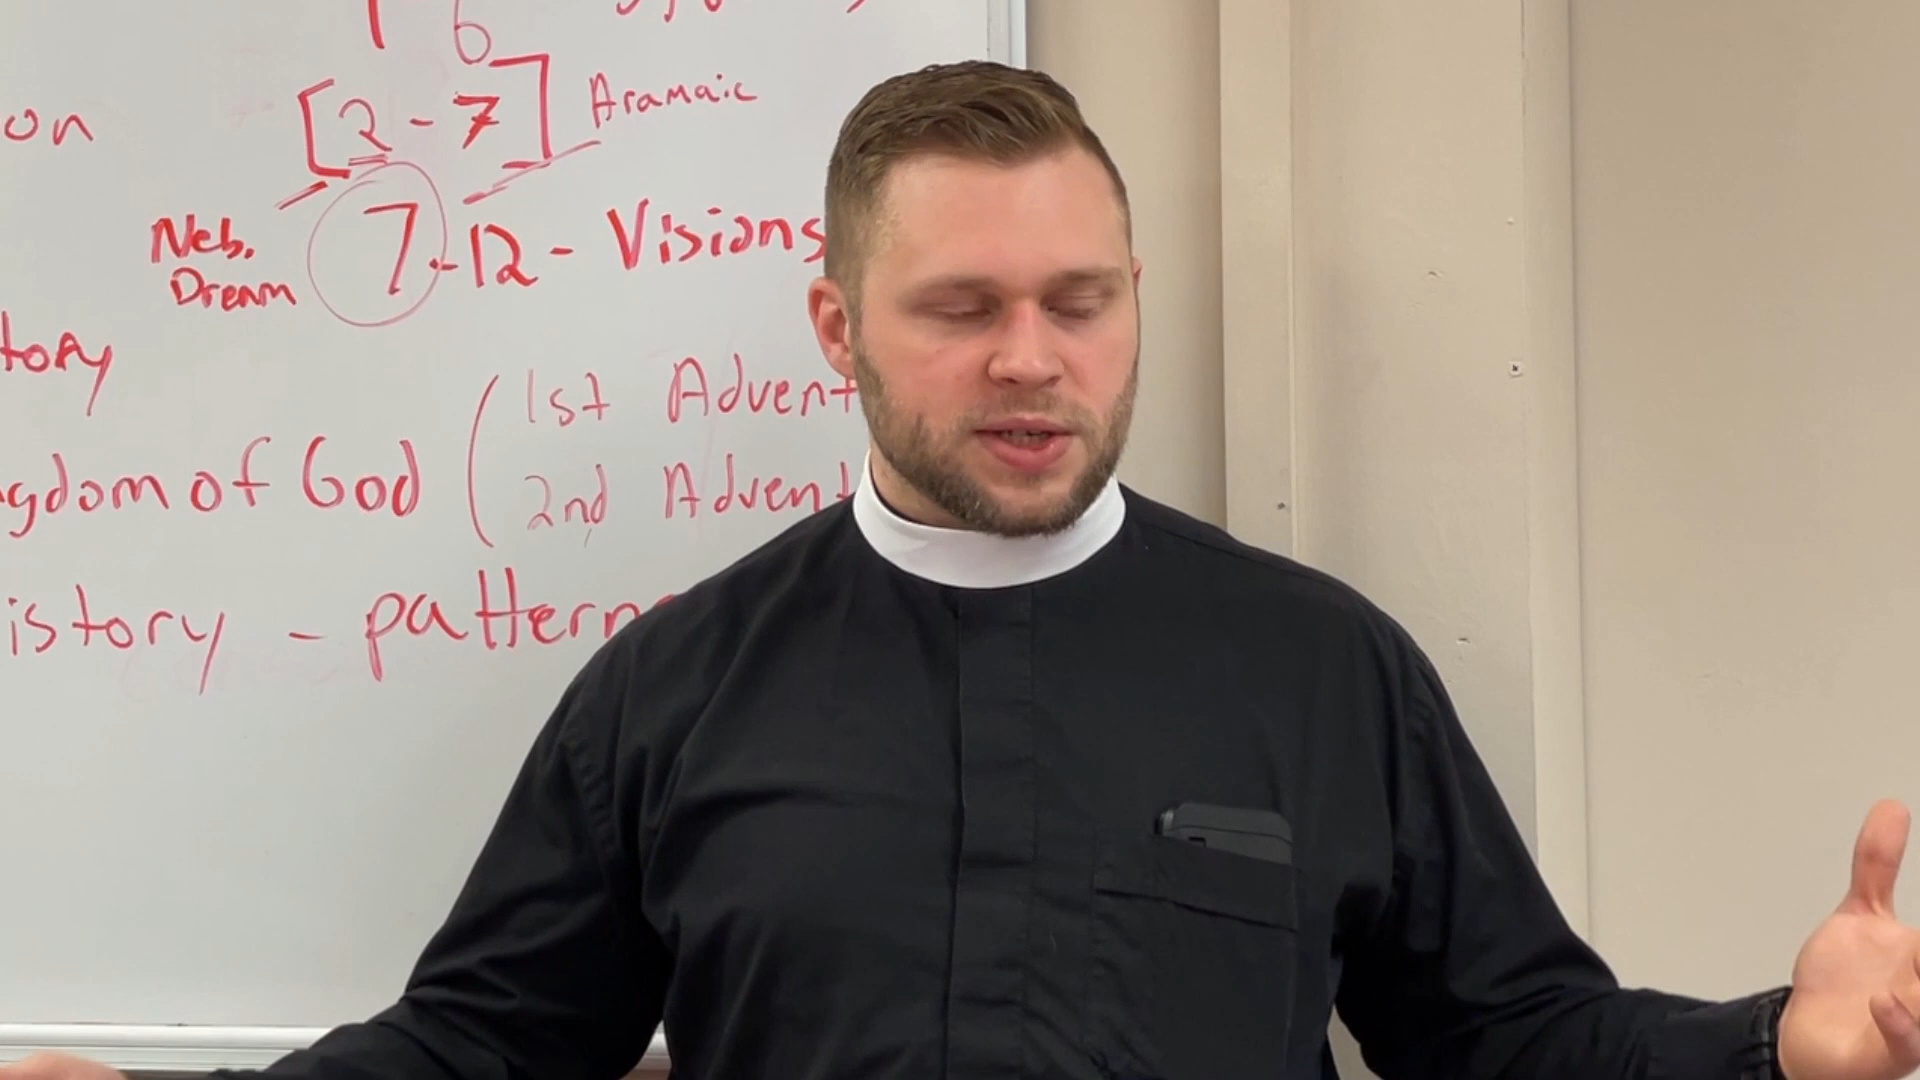 6
on [2-7] Aramaic
Neb. Dream
7-12 - Visions
tory
gdom of God (1st Advent
2nd Advent
istory - pattern